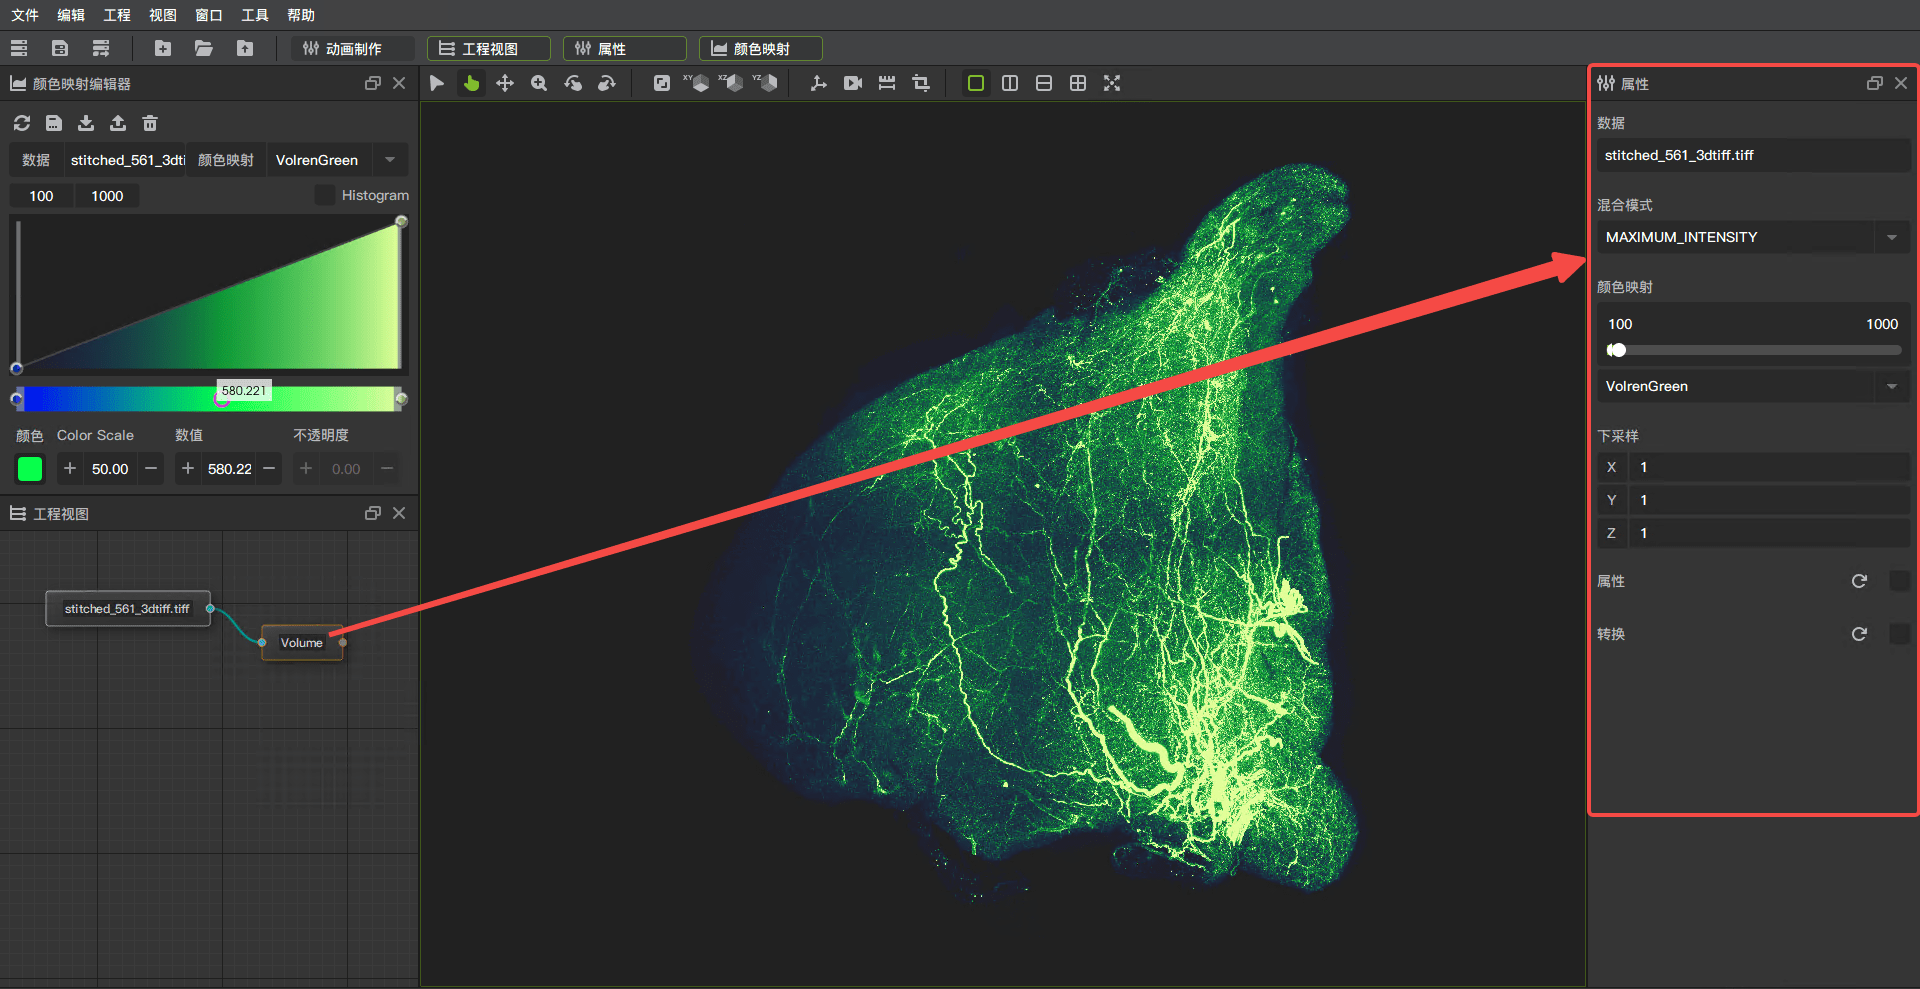 文件 编辑 工程 视图 窗口 工具 帮助
动画制作 工程视图 属性 颜色映射
颜色映射编辑器
数据 stitched_561_3dti 颜色映射 VolrenGreen
100 1000 Histogram
580.221
颜色 Color Scale 数值 不透明度
50.00 580.22 0.00
工程视图
stitched_561_3dtiff.tiff
Volume
XY XZ YZ
属性
数据
stitched_561_3dtiff.tiff
混合模式
MAXIMUM_INTENSITY
颜色映射
100 1000
VolrenGreen
下采样
X 1
Y 1
Z 1
属性
转换